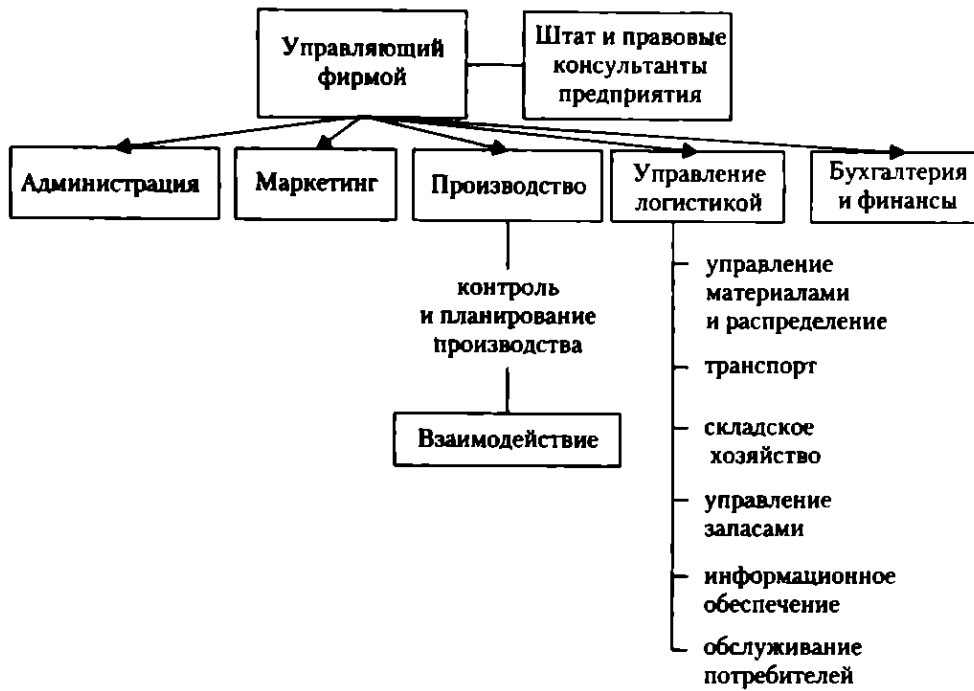 Управляющий
фирмой
Штат и правовые
консультанты
предприятия
Администрация
Маркетинг
Производство
Управление
логистикой
Бухгалтерия
и финансы
контроль
и планирование
производства
Взаимодействие
управление
материалами
и распределение
транспорт
складское
хозяйство
управление
запасами
информационное
обеспечение
обслуживание
потребителей